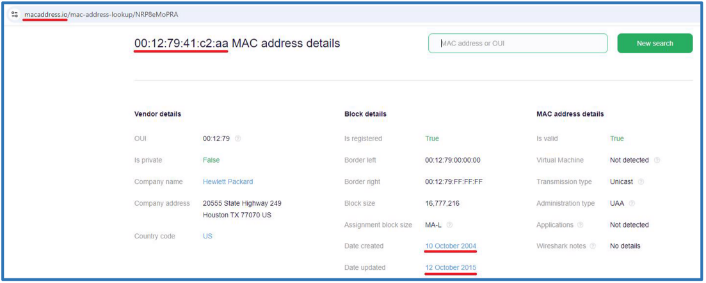 macaddress.io/mac-address-lookup/NRP8eMoPRA
00:12:79:41:c2:aa MAC address details
MAC address or OUI
New search
Vendor details
OUI 00:12:79
Is private False
Company name Hewlett Packard
Company address 20555 State Highway 249
Houston TX 77070 US
Country code US
Block details
Is registered True
Border left 00:12:79:00:00:00
Border right 00:12:79:FF:FF:FF
Block size 16,777,216
Assignment block size MA-L
Date created 10 October 2004
Date updated 12 October 2015
MAC address details
Is valid True
Virtual Machine Not detected
Transmission type Unicast
Administration type UAA
Applications Not detected
Wireshark notes No details